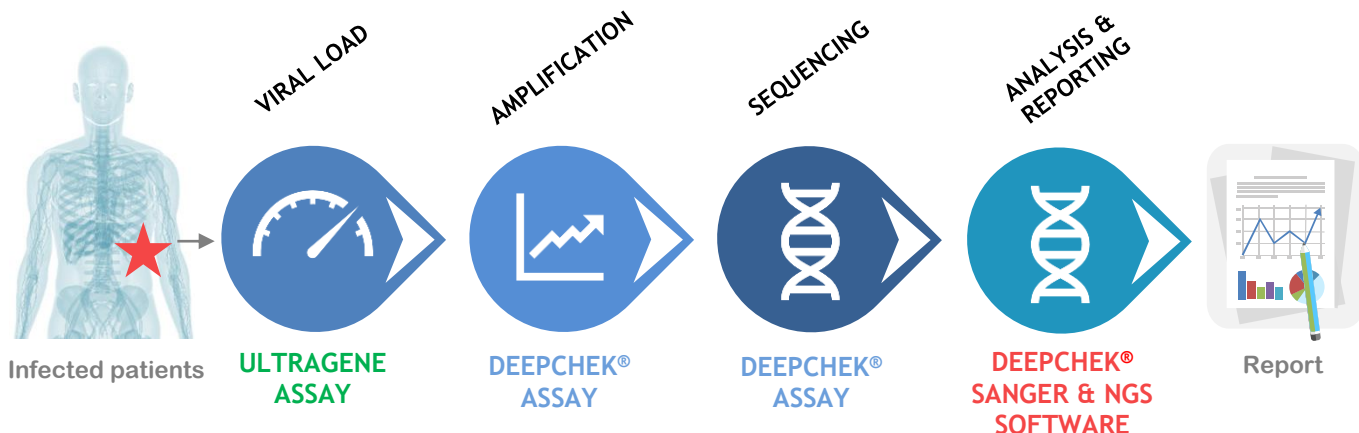 VIRAL LOAD
AMPLIFICATION
SEQUENCING
ANALYSIS &
REPORTING
Infected patients
ULTRAGENE
ASSAY
DEEPCHEK®
ASSAY
DEEPCHEK®
ASSAY
DEEPCHEK®
SANGER & NGS
SOFTWARE
Report